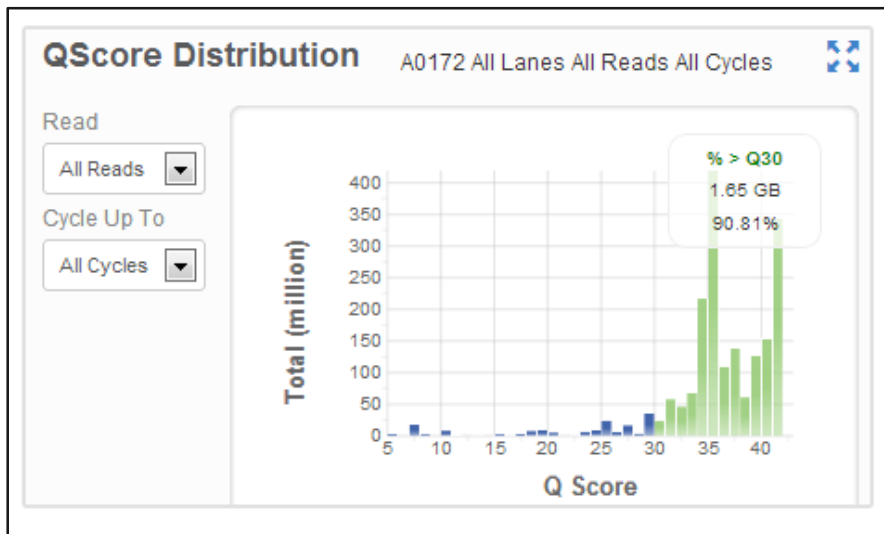 QScore Distribution
A0172 All Lanes All Reads All Cycles
Read
All Reads
Cycle Up To
All Cycles
% > Q30
1.65 GB
90.81%
Total (million)
400
350
300
250
200
150
100
50
0
5 10 15 20 25 30 35 40
Q Score